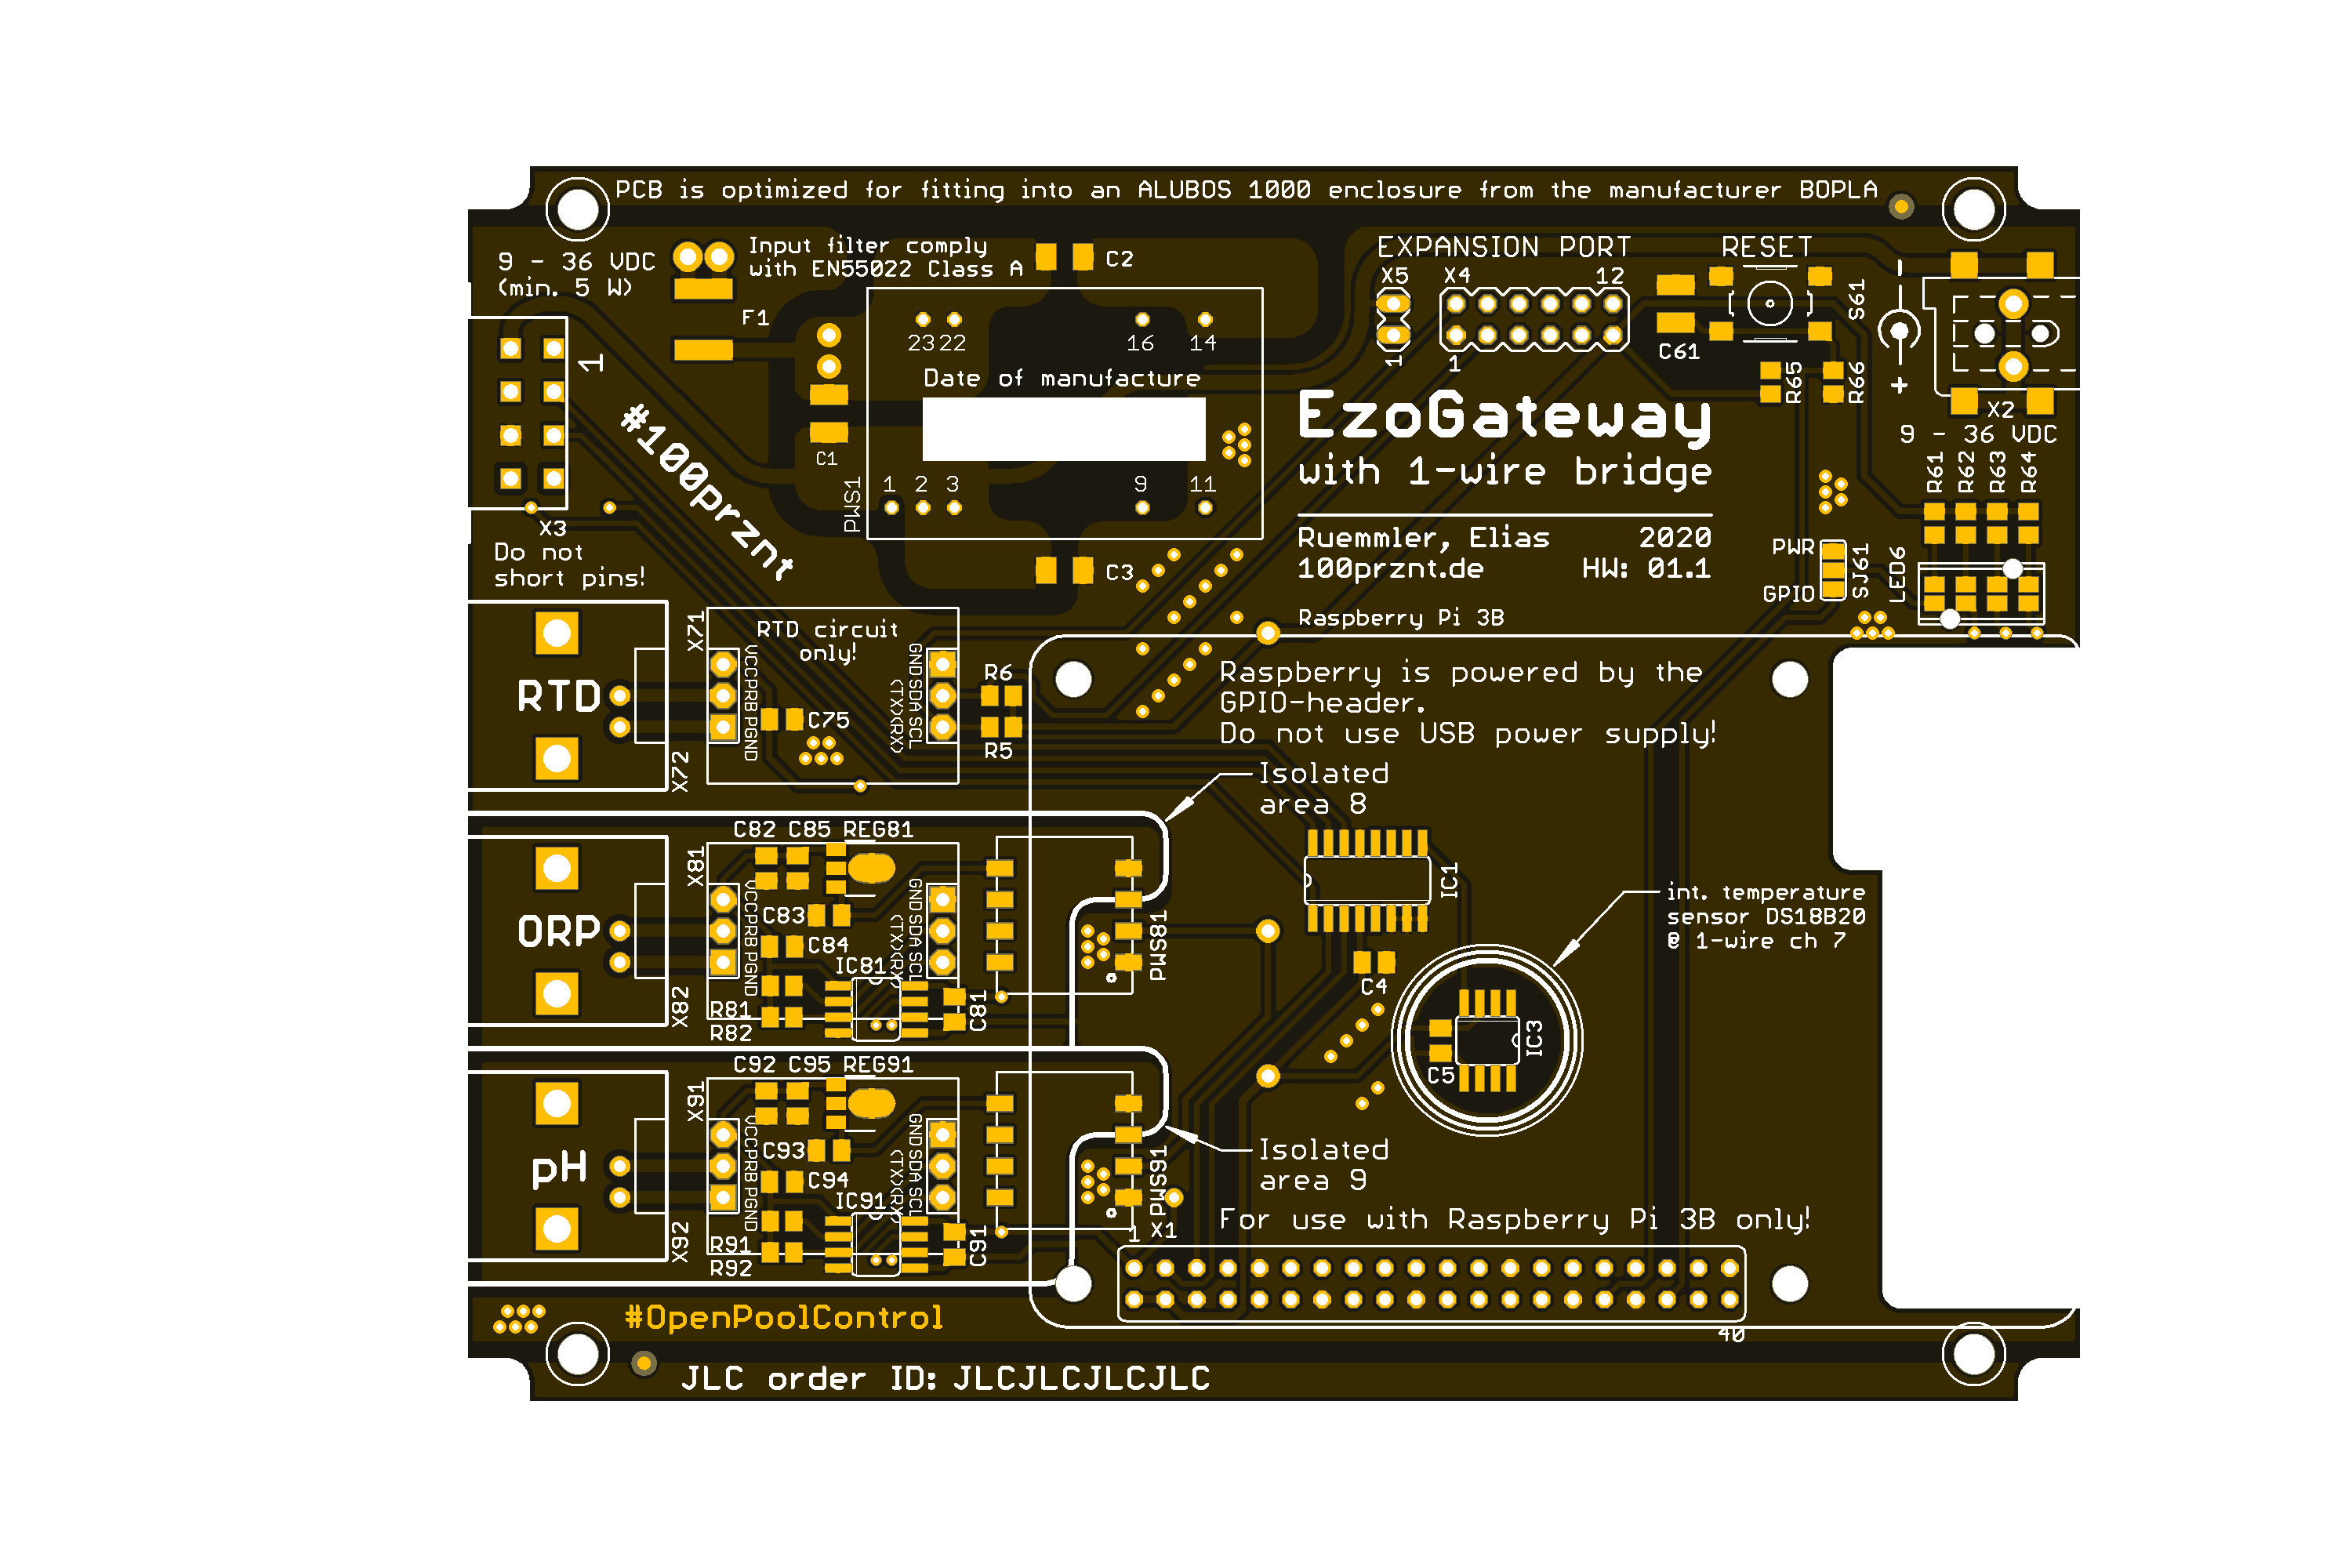 PCB is optimized for fitting into an ALUBOS 1000 enclosure from the manufacturer BOPLA
9 - 36 VDC
(min. 5 W)
Input filter comply
with EN55022 Class A
C2
EXPANSION PORT
RESET
X5
X4
12
S61
F1
1
23 22
16
14
1
1
C61
- +
R65
R66
Date of manufacture
X2
9 - 36 VDC
#100prznt
C1
EzoGateway
with 1-wire bridge
R61
R62
R63
R64
PWS1
1
2
3
9
11
X3
Do not
short pins!
Ruemmler, Elias 2020
100prznt.de HW: 01.1
C3
PWR
GPIO
SJ61
LED6
Raspberry Pi 3B
X71
RTD circuit
only!
RTD
VCC PRB PGND
GND SDA SCL
(TX)(RX)
C75
R6
R5
X72
Raspberry is powered by the
GPIO-header.
Do not use USB power supply!
Isolated
area 8
C82 C85 REG81
X81
ORP
VCC PRB PGND
GND SDA SCL
(TX)(RX)
C83
C84
IC81
R81
R82
C81
X82
PWS81
IC1
int. temperature
sensor DS18B20
@ 1-wire ch 7
C4
IC3
C5
C92 C95 REG91
X91
pH
VCC PRB PGND
GND SDA SCL
(TX)(RX)
C93
C94
IC91
R91
R92
C91
X92
PWS91
Isolated
area 9
For use with Raspberry Pi 3B only!
1 X1
40
#OpenPoolControl
JLC order ID: JLCJLCJLCJLC